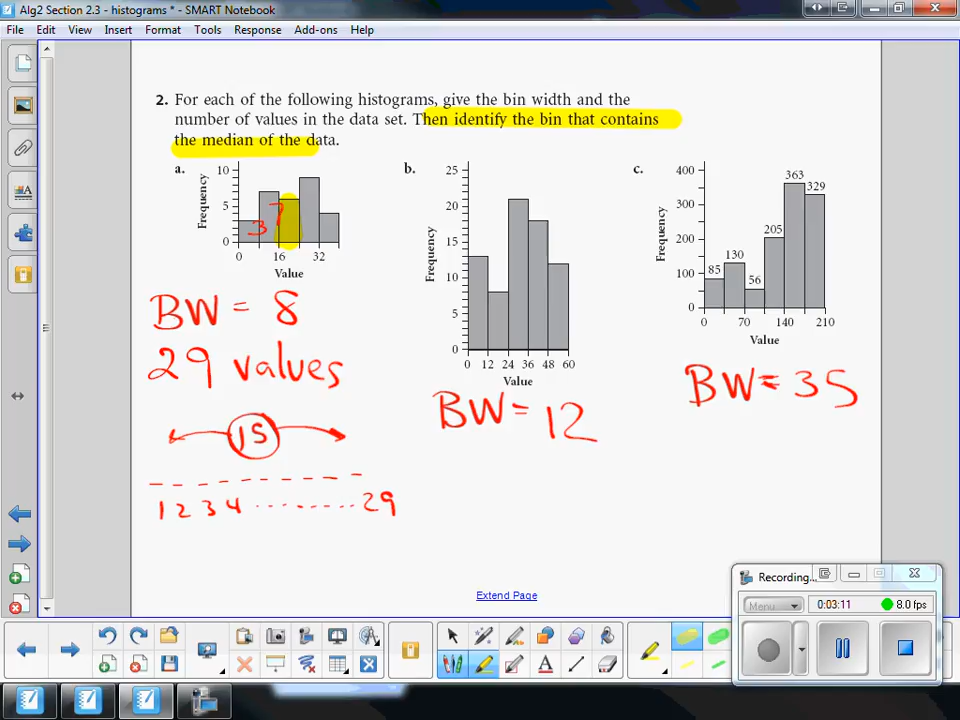 Alg2 Section 2.3 - histograms * - SMART Notebook
File Edit View Insert Format Tools Response Add-ons Help
2. For each of the following histograms, give the bin width and the
number of values in the data set. Then identify the bin that contains
the median of the data.
a.
10
5
0
Frequency
0 16 32
Value
3 7
BW = 8
29 values
15
1 2 3 4 ......... 29
b.
25
20
15
10
5
0
Frequency
0 12 24 36 48 60
Value
BW = 12
c.
400
300
200
100
0
Frequency
85 130 56 205 363 329
0 70 140 210
Value
BW = 35
Extend Page
Recording...
Menu
0:03:11
8.0 fps
A